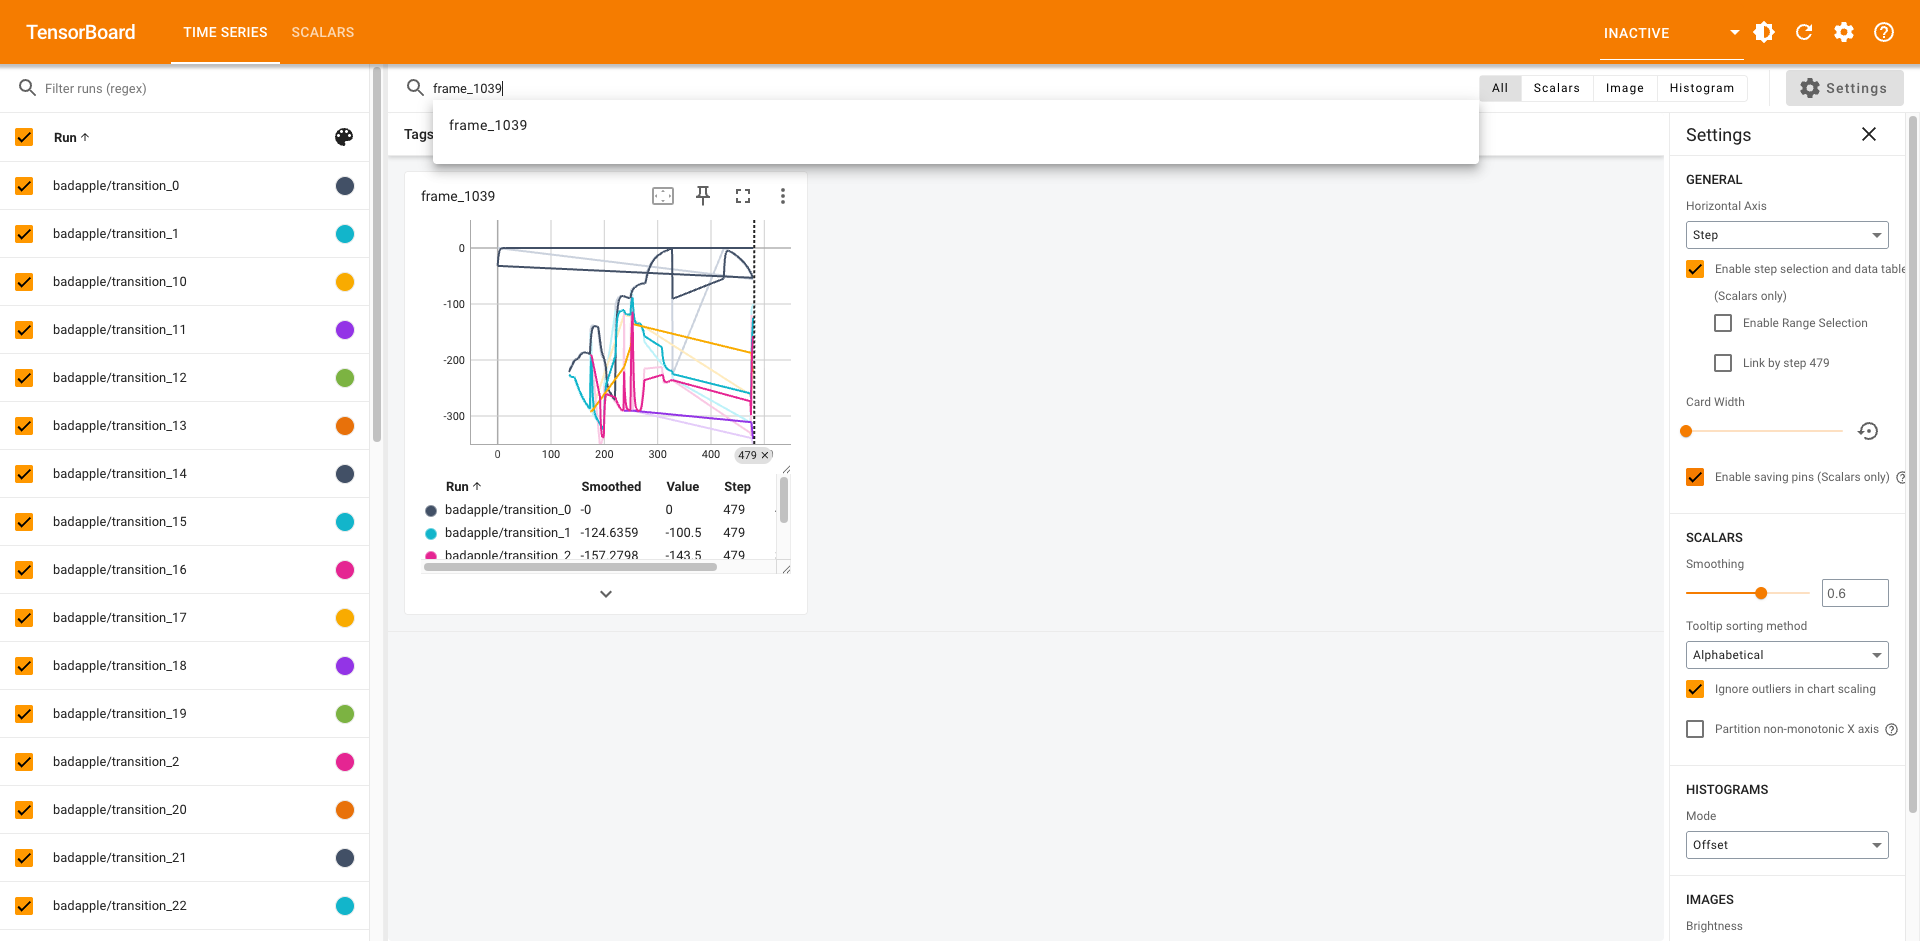 TensorBoard
TIME SERIES
SCALARS
INACTIVE
Filter runs (regex)
frame_1039
All
Scalars
Image
Histogram
Settings
frame_1039
Run
Tags
Settings
badapple/transition_0
badapple/transition_1
badapple/transition_10
badapple/transition_11
badapple/transition_12
badapple/transition_13
badapple/transition_14
badapple/transition_15
badapple/transition_16
badapple/transition_17
badapple/transition_18
badapple/transition_19
badapple/transition_2
badapple/transition_20
badapple/transition_21
badapple/transition_22
frame_1039
0
-100
-200
-300
0 100 200 300 400 479
Run Smoothed Value Step
badapple/transition_0 -0 0 479
badapple/transition_1 -124.6359 -100.5 479
badapple/transition_2 -157.2798 -143.5 479
GENERAL
Horizontal Axis
Step
Enable step selection and data table
(Scalars only)
Enable Range Selection
Link by step 479
Card Width
Enable saving pins (Scalars only)
SCALARS
Smoothing
0.6
Tooltip sorting method
Alphabetical
Ignore outliers in chart scaling
Partition non-monotonic X axis
HISTOGRAMS
Mode
Offset
IMAGES
Brightness